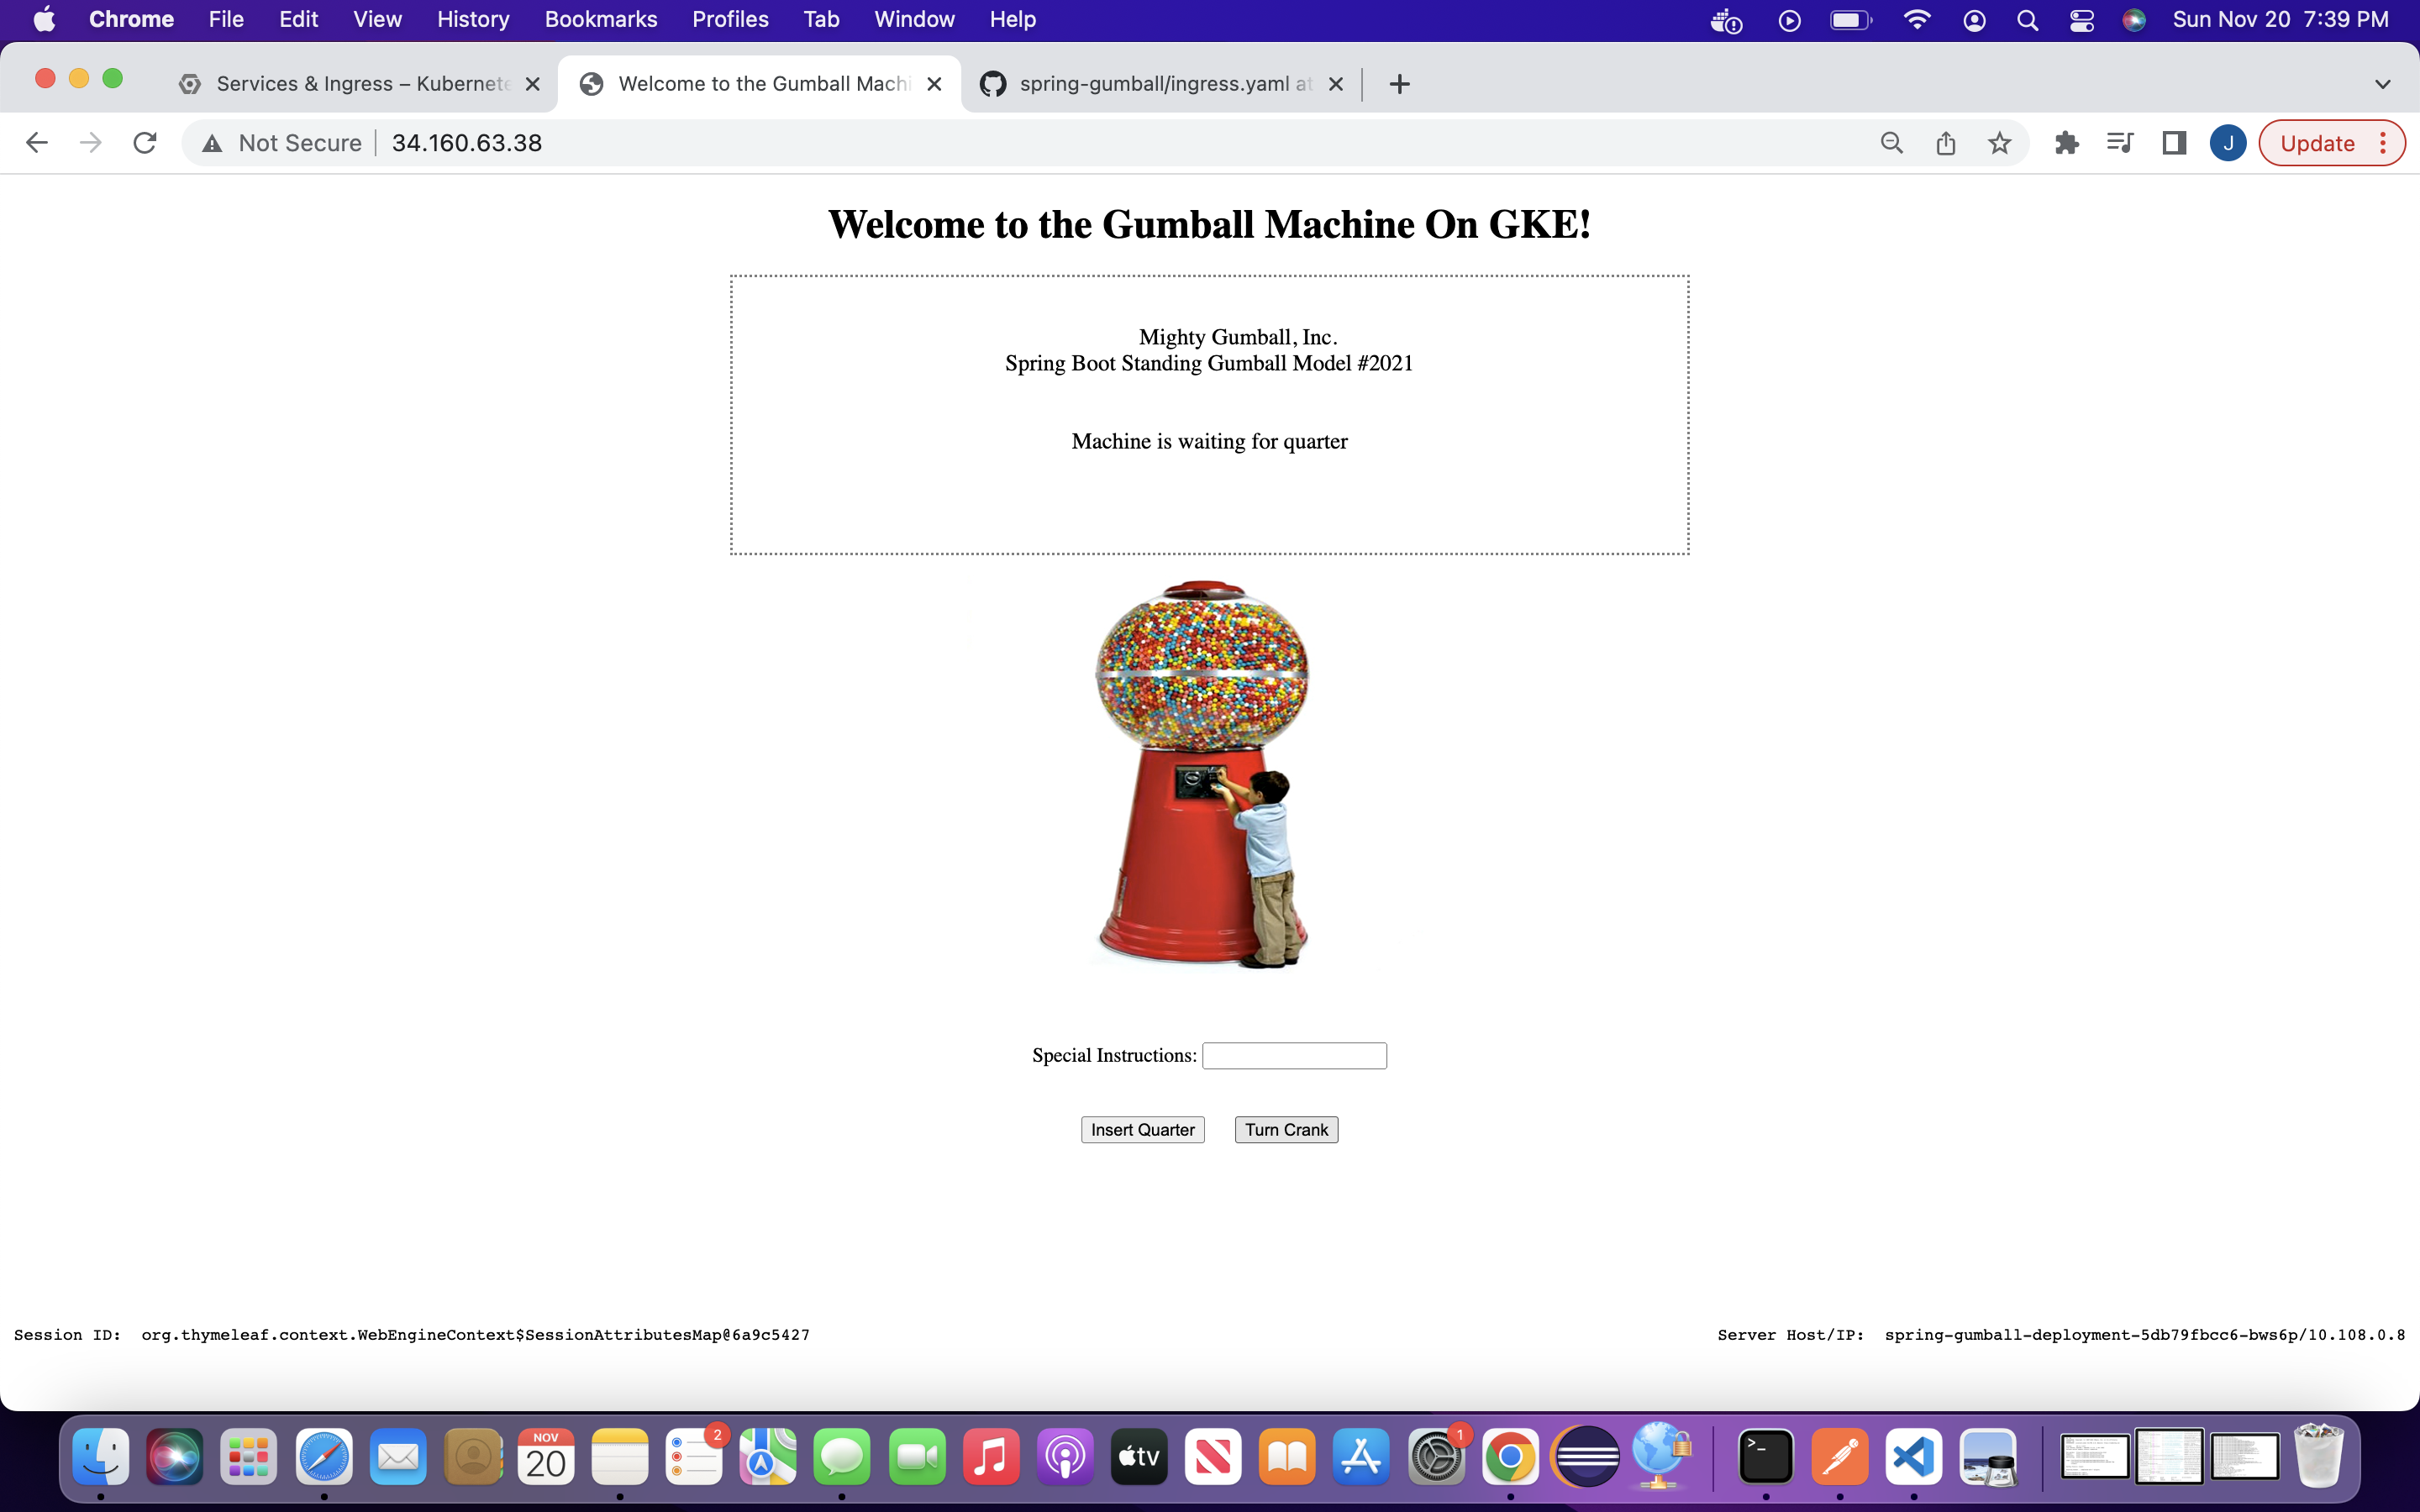 Chrome File Edit View History Bookmarks Profiles Tab Window Help Sun Nov 20 7:39 PM
Services & Ingress – Kubernete Welcome to the Gumball Machi spring-gumball/ingress.yaml at
Not Secure 34.160.63.38 J Update
Welcome to the Gumball Machine On GKE!
Mighty Gumball, Inc.
Spring Boot Standing Gumball Model #2021
Machine is waiting for quarter
Special Instructions:
Insert Quarter Turn Crank
Session ID: org.thymeleaf.context.WebEngineContext$SessionAttributesMap@6a9c5427 Server Host/IP: spring-gumball-deployment-5db79fbcc6-bws6p/10.108.0.8
NOV
20
2
tv
1
>_